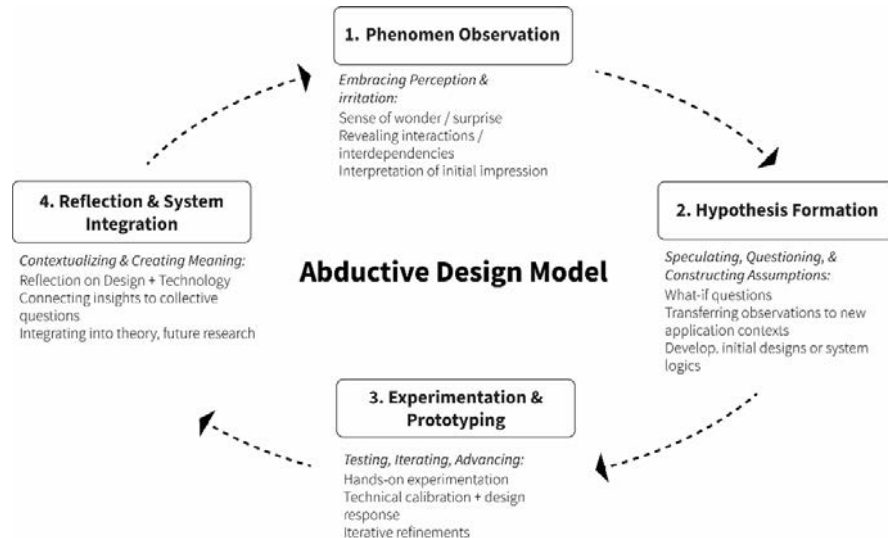 1. Phenomen Observation
Embracing Perception &
irritation:
Sense of wonder / surprise
Revealing interactions /
interdependencies
Interpretation of initial impression
2. Hypothesis Formation
Speculating, Questioning, &
Constructing Assumptions:
What-if questions
Transferring observations to new
application contexts
Develop. initial designs or system
logics
3. Experimentation &
Prototyping
Testing, Iterating, Advancing:
Hands-on experimentation
Technical calibration + design
response
Iterative refinements
4. Reflection & System
Integration
Contextualizing & Creating Meaning:
Reflection on Design + Technology
Connecting insights to collective
questions
Integrating into theory, future research
Abductive Design Model